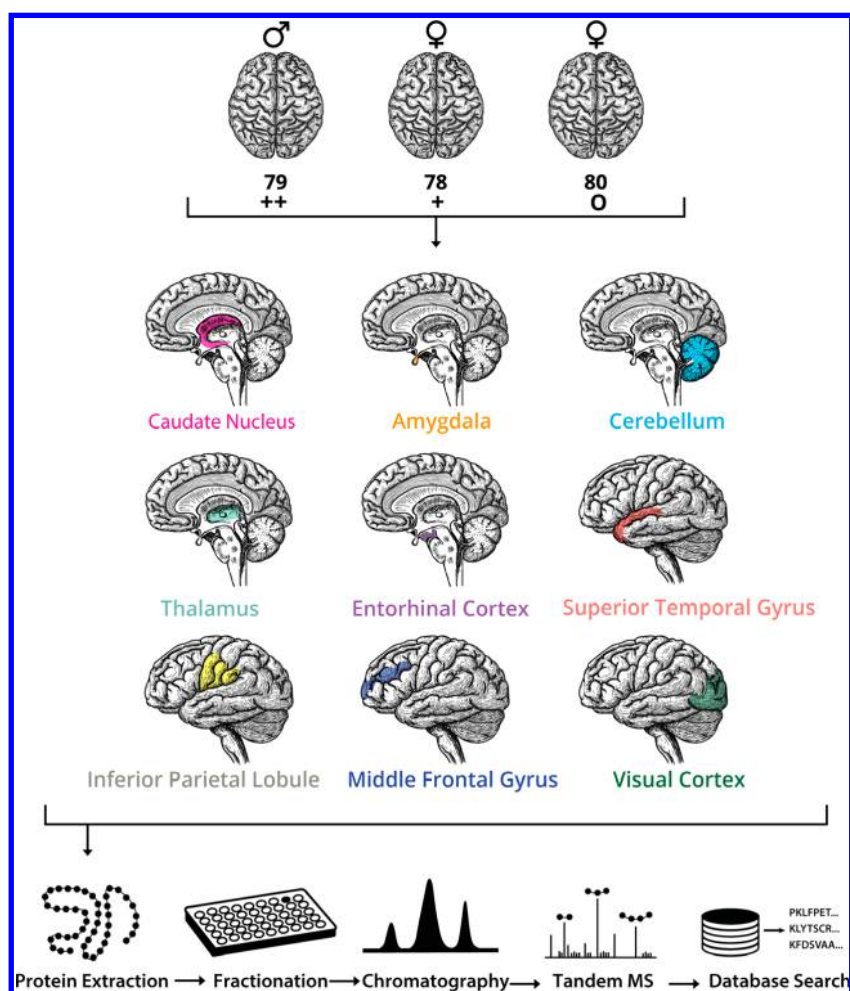 ♂ ♀ ♀
79 78 80
++ + O
Caudate Nucleus Amygdala Cerebellum
Thalamus Entorhinal Cortex Superior Temporal Gyrus
Inferior Parietal Lobule Middle Frontal Gyrus Visual Cortex
PKLFPET...
KLYTSCR...
KFDSVAA...
Protein Extraction → Fractionation → Chromatography → Tandem MS → Database Search